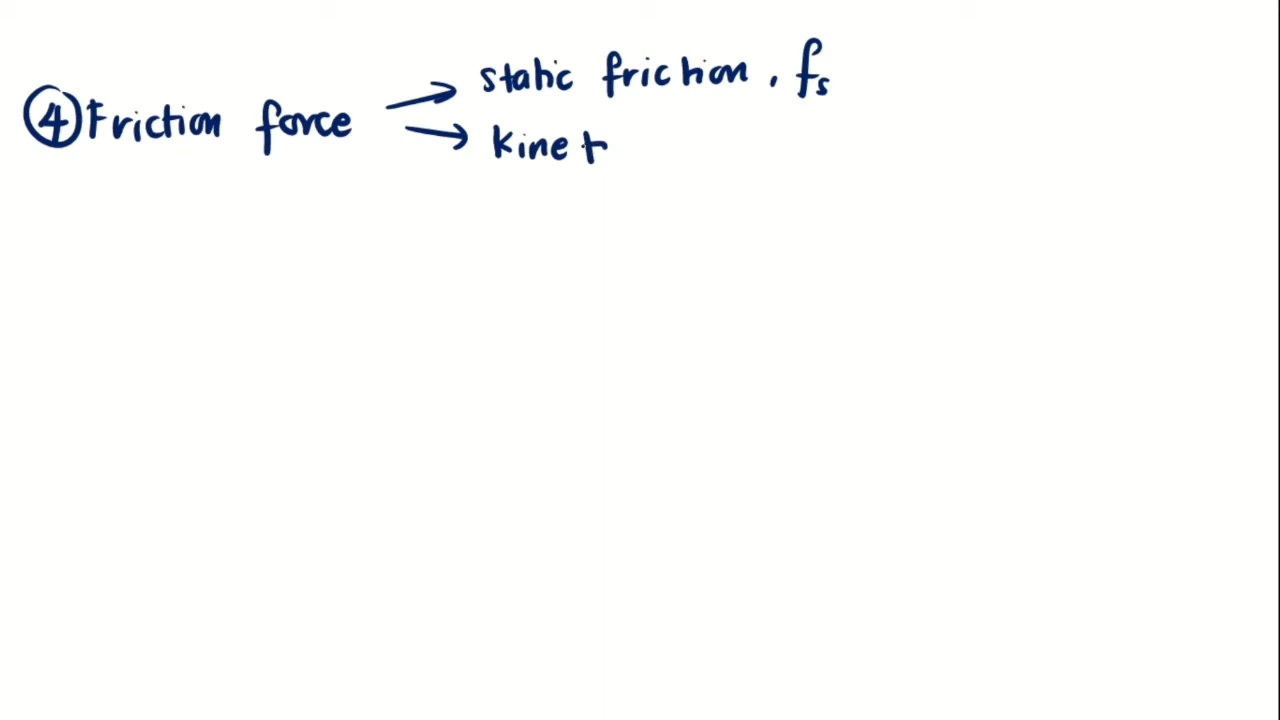 ④ Friction force → static friction, fs
→ kinet